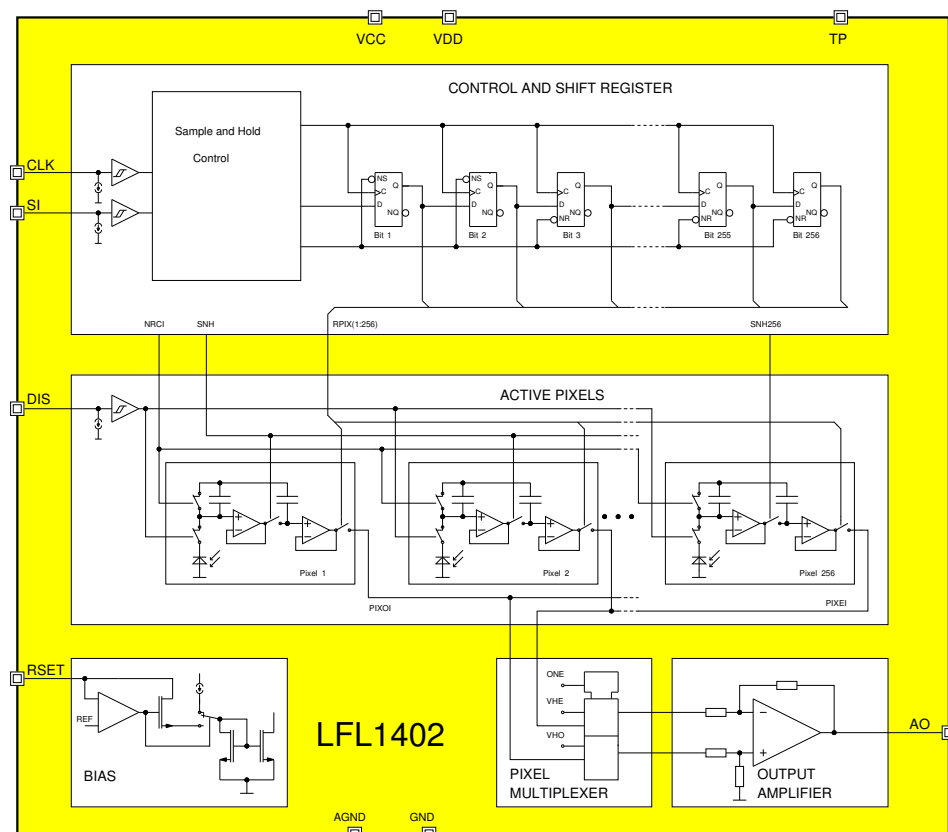 VCC VDD TP
CONTROL AND SHIFT REGISTER
Sample and Hold
Control
CLK
SI
NS Q C D NQ Bit 1
NS Q C D NQ Bit 2
Q C D NQ NR Bit 3
Q C D NQ NR Bit 255
Q C D NQ NR Bit 256
NRCI SNH RPIX(1:256) SNH256
ACTIVE PIXELS
DIS
Pixel 1 Pixel 2 Pixel 256
PIXOI PIXEI
RSET
REF
BIAS
LFL1402
ONE
VHE
VHO
PIXEL
MULTIPLEXER
OUTPUT
AMPLIFIER
AO
AGND GND